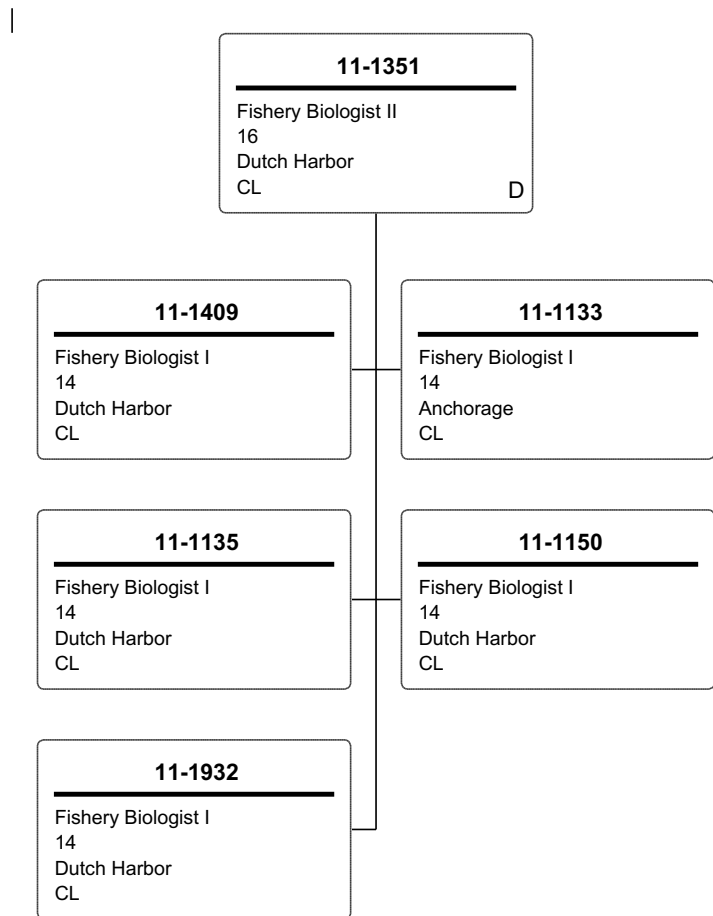 11-1351
Fishery Biologist II
16
Dutch Harbor
CL
D
11-1409
Fishery Biologist I
14
Dutch Harbor
CL
11-1133
Fishery Biologist I
14
Anchorage
CL
11-1135
Fishery Biologist I
14
Dutch Harbor
CL
11-1150
Fishery Biologist I
14
Dutch Harbor
CL
11-1932
Fishery Biologist I
14
Dutch Harbor
CL